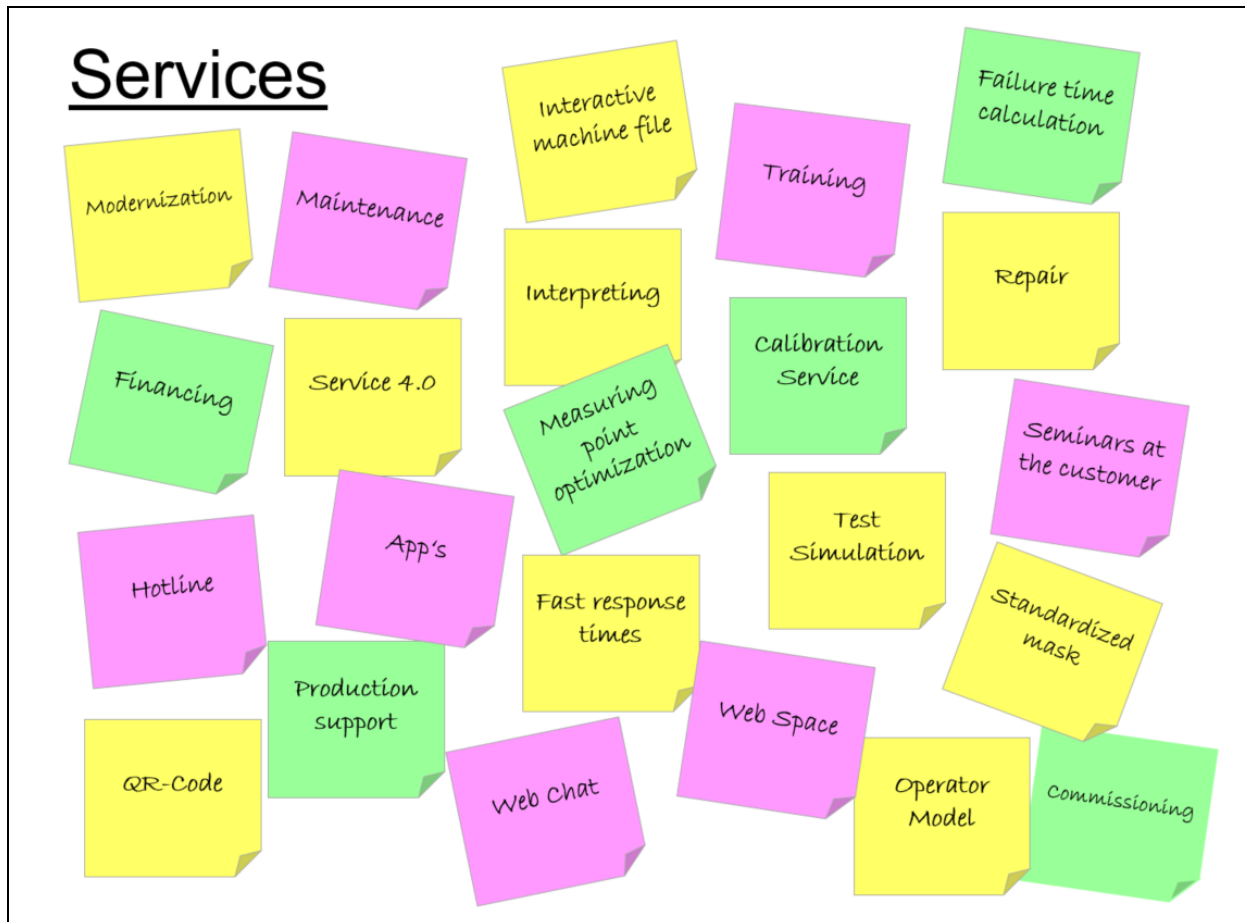 Services
Interactive
machine file
Failure time
calculation
Modernization
Maintenance
Training
Interpreting
Repair
Financing
Service 4.0
Calibration
Service
Measuring
point
optimization
Seminars at
the customer
Hotline
App's
Test
Simulation
Fast response
times
Standardized
mask
Production
support
Web Space
QR-Code
Web Chat
Operator
Model
Commissioning